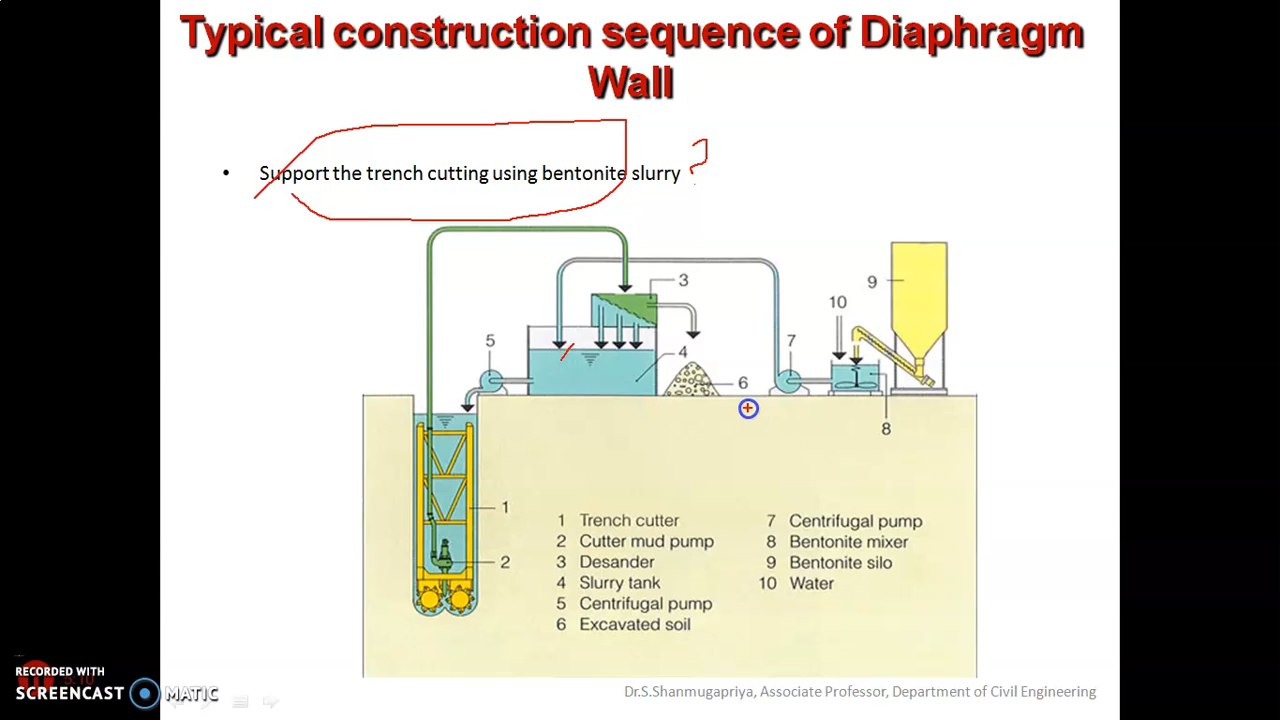 Typical construction sequence of Diaphragm
Wall
• Support the trench cutting using bentonite slurry ?
3
9
10
5
7
4
6
8
1
2
1 Trench cutter
2 Cutter mud pump
3 Desander
4 Slurry tank
5 Centrifugal pump
6 Excavated soil
7 Centrifugal pump
8 Bentonite mixer
9 Bentonite silo
10 Water
RECORDED WITH
SCREENCAST MATIC
Dr.S.Shanmugapriya, Associate Professor, Department of Civil Engineering